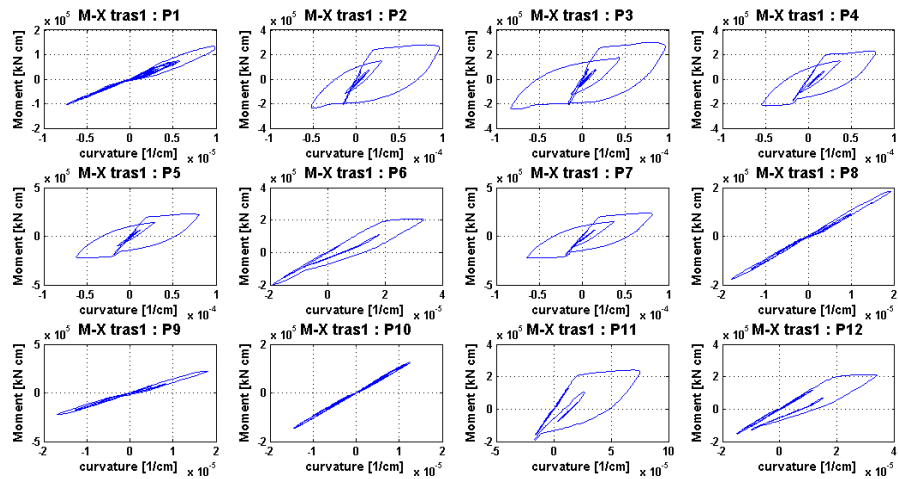 M-X tras1 : P1
M-X tras1 : P2
M-X tras1 : P3
M-X tras1 : P4
x 10^5
x 10^5
x 10^5
x 10^5
Moment [kN cm]
Moment [kN cm]
Moment [kN cm]
Moment [kN cm]
2
1
0
-1
-2
4
2
0
-2
-4
4
2
0
-2
-4
4
2
0
-2
-4
-1 -0.5 0 0.5 1
-1 -0.5 0 0.5 1
-1 -0.5 0 0.5 1
-1 -0.5 0 0.5 1
curvature [1/cm] x 10^-5
curvature [1/cm] x 10^-4
curvature [1/cm] x 10^-4
curvature [1/cm] x 10^-4
M-X tras1 : P5
M-X tras1 : P6
M-X tras1 : P7
M-X tras1 : P8
x 10^5
x 10^5
x 10^5
x 10^5
Moment [kN cm]
Moment [kN cm]
Moment [kN cm]
Moment [kN cm]
5
0
-5
4
2
0
-2
5
0
-5
2
0
-2
-1 -0.5 0 0.5 1
-2 0 2 4
-1 -0.5 0 0.5 1
-2 -1 0 1 2
curvature [1/cm] x 10^-4
curvature [1/cm] x 10^-5
curvature [1/cm] x 10^-4
curvature [1/cm] x 10^-5
M-X tras1 : P9
M-X tras1 : P10
M-X tras1 : P11
M-X tras1 : P12
x 10^5
x 10^5
x 10^5
x 10^5
Moment [kN cm]
Moment [kN cm]
Moment [kN cm]
Moment [kN cm]
5
0
-5
2
0
-2
4
2
0
-2
4
2
0
-2
-2 -1 0 1 2
-2 -1 0 1 2
-5 0 5 10
-2 0 2 4
curvature [1/cm] x 10^-5
curvature [1/cm] x 10^-5
curvature [1/cm] x 10^-5
curvature [1/cm] x 10^-5